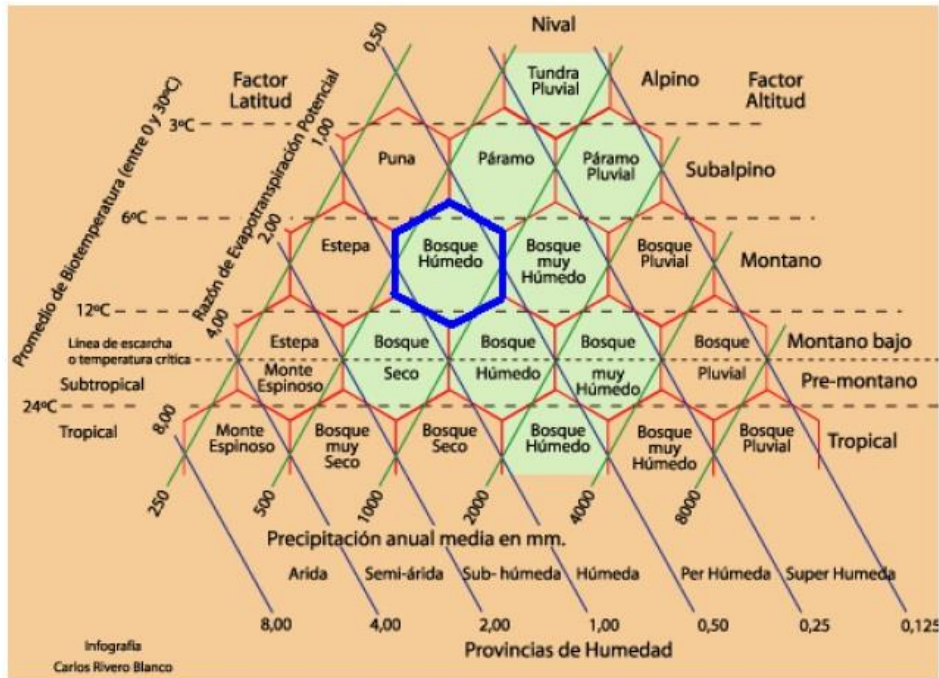 Nival
0,50
Tundra
Pluvial
Alpino
Factor
Latitud
Factor
Altitud
Promedio de Biotemperatura (entre 0 y 30ºC)
Razón de Evapotranspiración Potencial
3ºC
1,00
Puna
Páramo
Páramo
Pluvial
Subalpino
6ºC
2,00
Estepa
Bosque
Húmedo
Bosque
muy
Húmedo
Bosque
Pluvial
Montano
12ºC
4,00
Línea de escarcha
o temperatura crítica
Estepa
Bosque
Bosque
Bosque
Bosque
Montano bajo
Subtropical
Monte
Espinoso
Seco
Húmedo
muy
Húmedo
Pluvial
Pre-montano
24ºC
8,00
Tropical
Monte
Espinoso
Bosque
muy
Seco
Bosque
Seco
Bosque
Húmedo
Bosque
muy
Húmedo
Bosque
Pluvial
Tropical
250
500
1000
2000
4000
8000
Precipitación anual media en mm.
Arida
Semi-árida
Sub- húmeda
Húmeda
Per Húmeda
Super Humeda
8,00
4,00
2,00
1,00
0,50
0,25
0,125
Provincias de Humedad
Infografía
Carlos Rivero Blanco